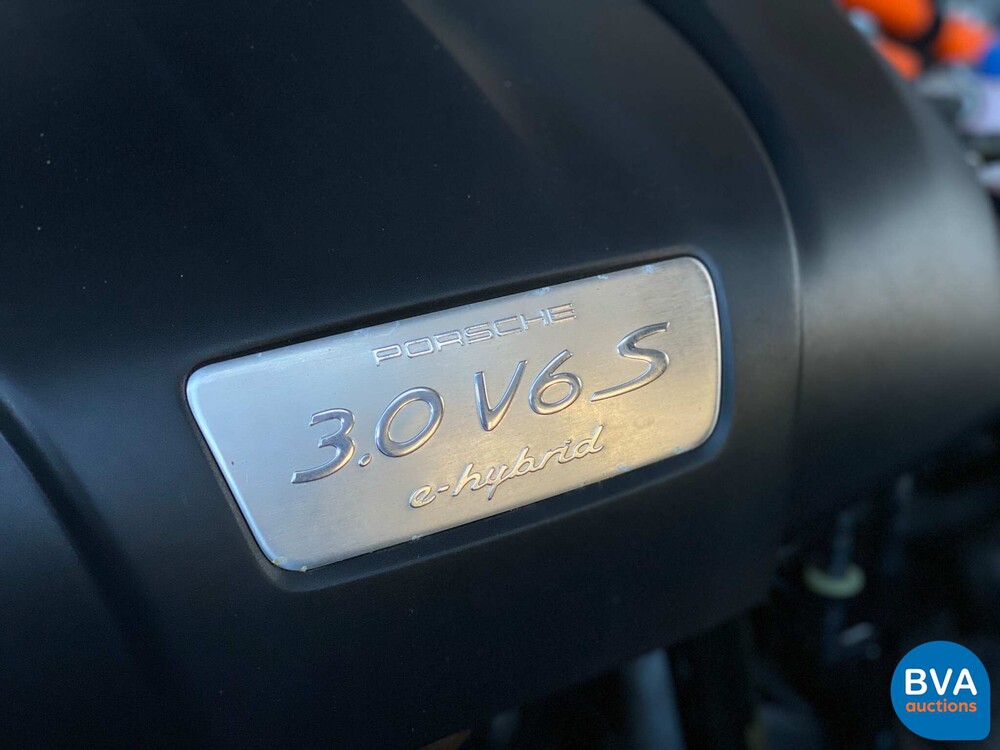 PORSCHE
3.0 V6 S
e-hybrid
BVA
auctions